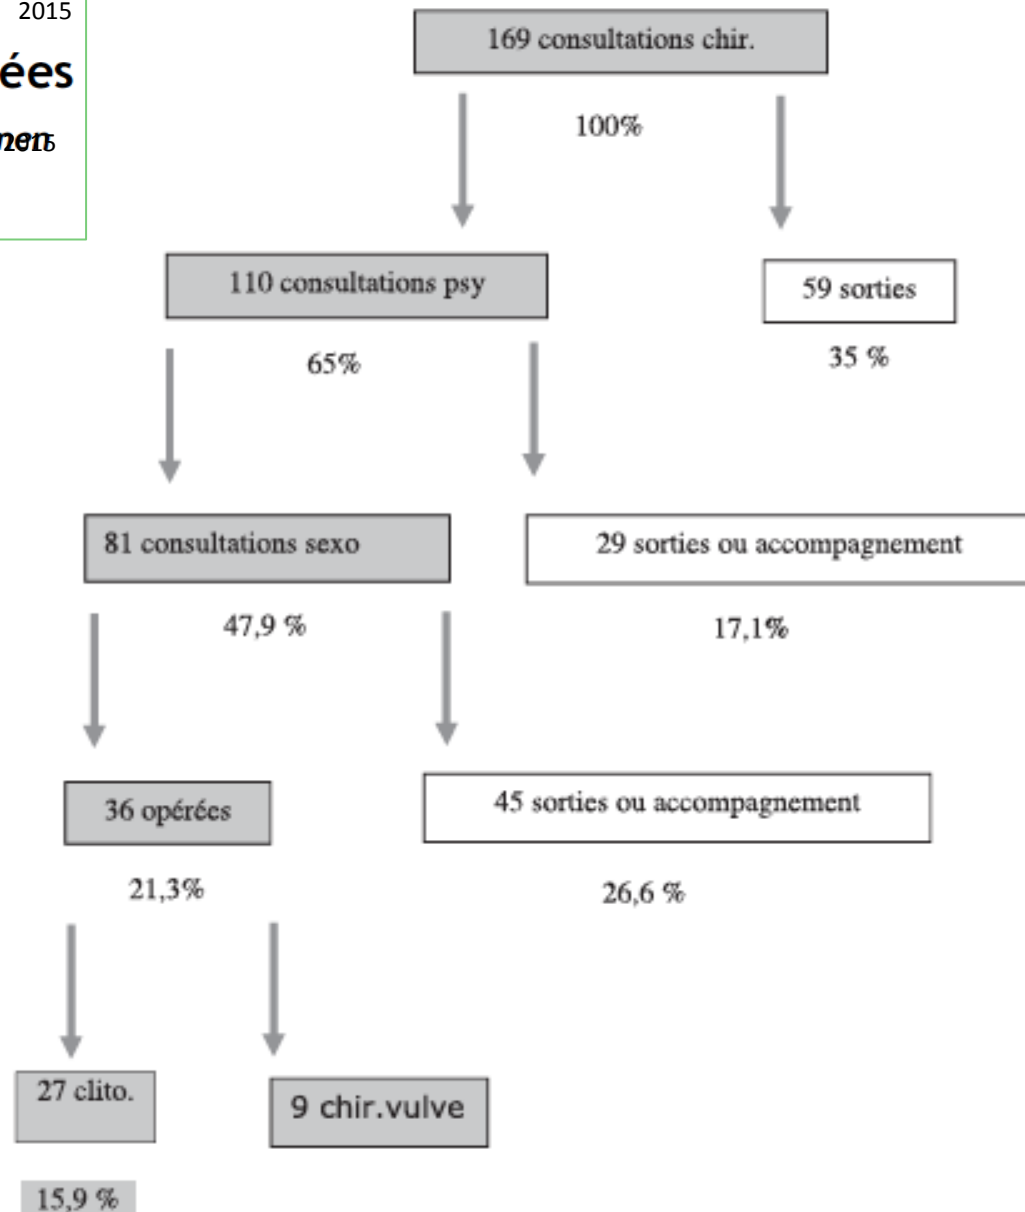 2015
ées
169 consultations chir.
100%
110 consultations psy
59 sorties
65%
35 %
81 consultations sexo
29 sorties ou accompagnement
47,9 %
17,1%
36 opérées
45 sorties ou accompagnement
21,3%
26,6 %
27 clito.
9 chir.vulve
15,9 %